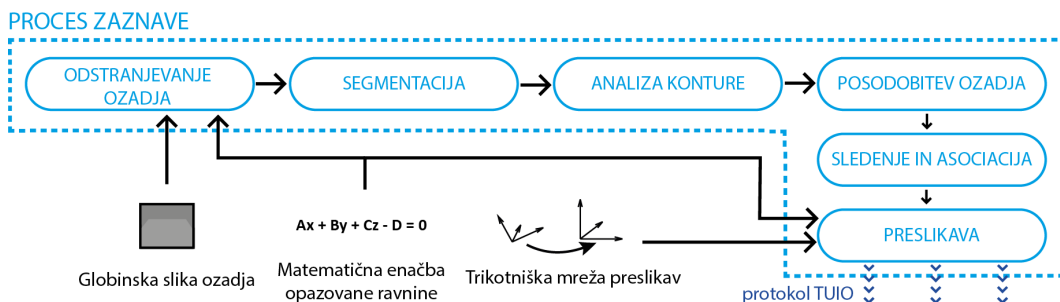 PROCES ZAZNAVE
ODSTRANJEVANJE
OZADJA
SEGMENTACIJA
ANALIZA KONTURE
POSODOBITEV OZADJA
SLEDENJE IN ASOCIACIJA
PRESLIKAVA
Ax + By + Cz - D = 0
Globinska slika ozadja
Matematična enačba
opazovane ravnine
Trikotniška mreža preslikav
protokol TUIO